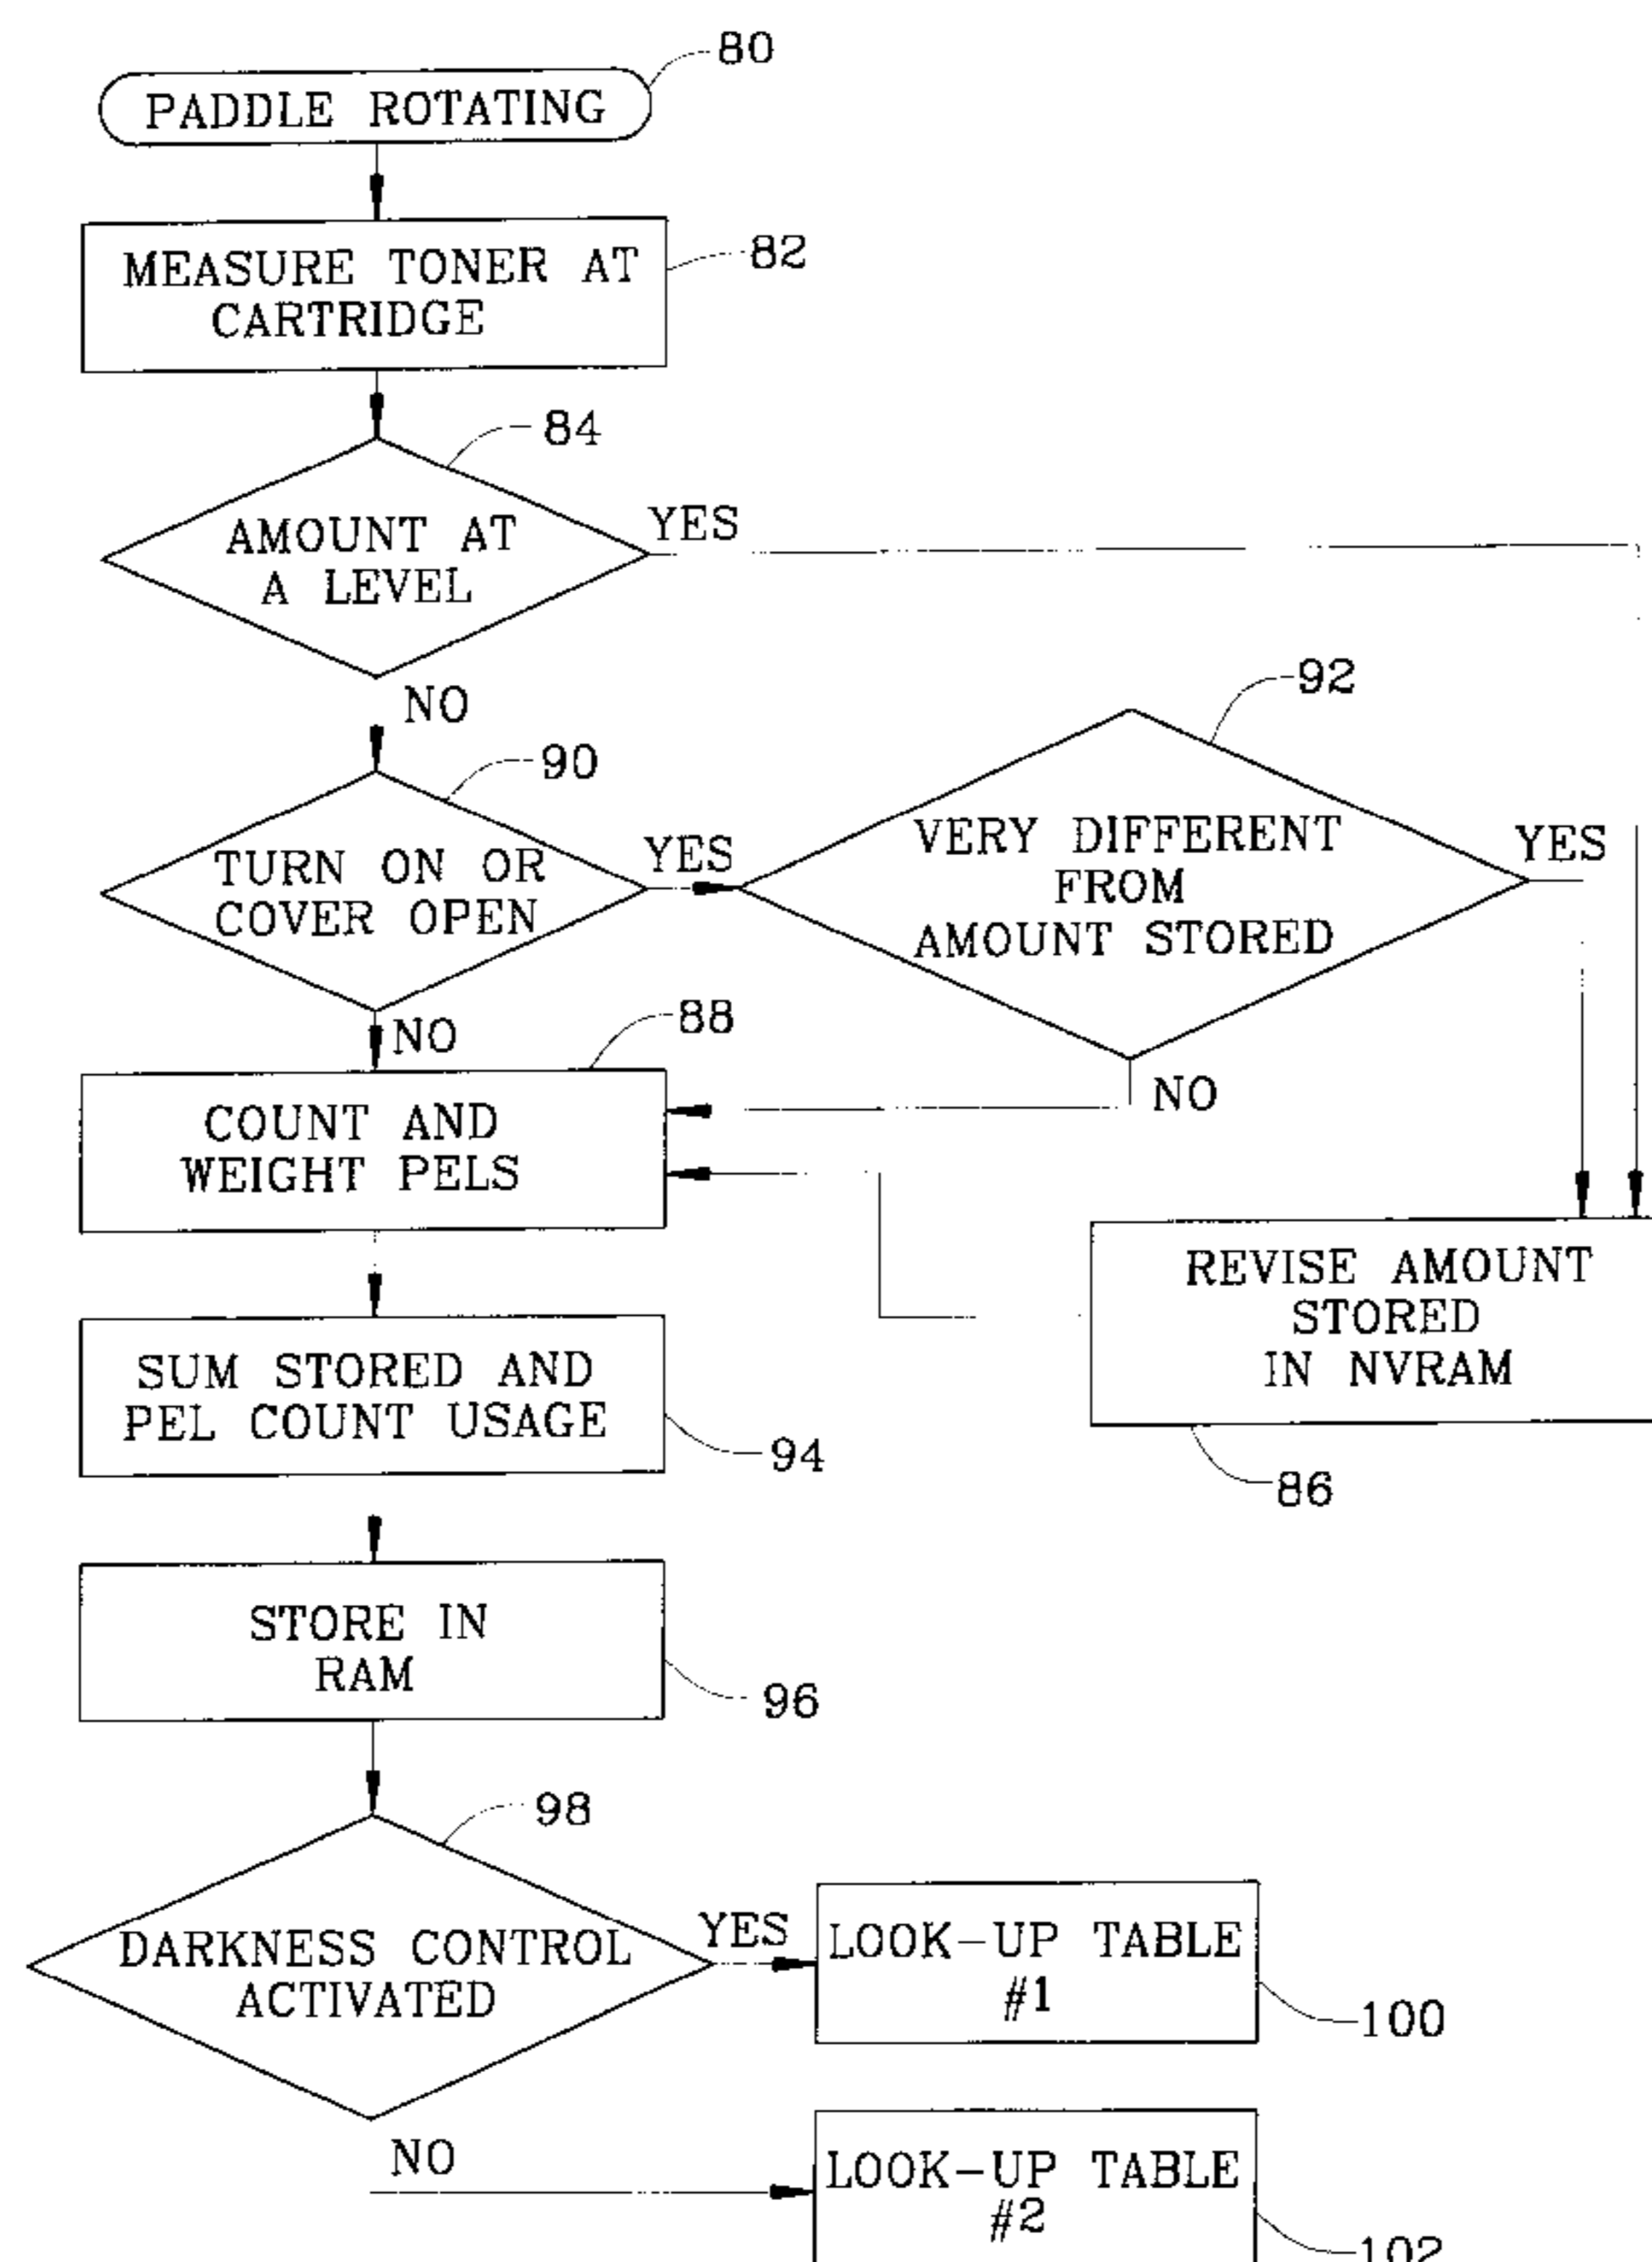 80
PADDLE ROTATING
82
MEASURE TONER AT
CARTRIDGE
84
AMOUNT AT
A LEVEL
YES
NO
90
TURN ON OR
COVER OPEN
YES
92
VERY DIFFERENT
FROM
AMOUNT STORED
YES
NO
NO
88
COUNT AND
WEIGHT PELS
REVISE AMOUNT
STORED
IN NVRAM
86
SUM STORED AND
PEL COUNT USAGE
94
STORE IN
RAM
96
98
DARKNESS CONTROL
ACTIVATED
YES
LOOK-UP TABLE
#1
100
NO
LOOK-UP TABLE
#2
102